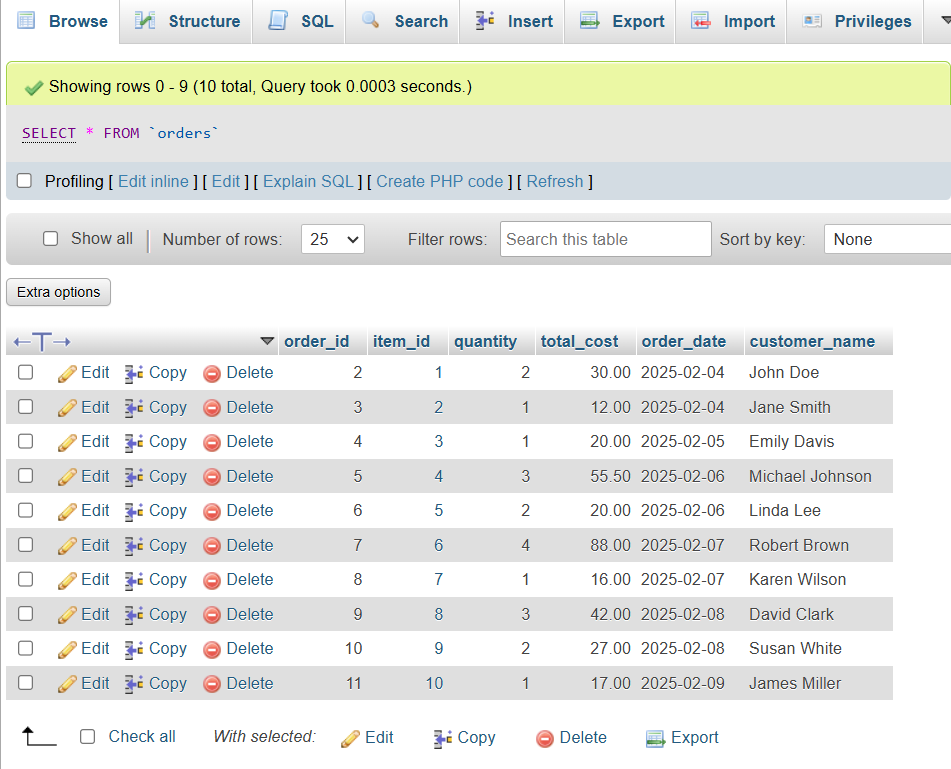 Browse Structure SQL Search Insert Export Import Privileges
Showing rows 0 - 9 (10 total, Query took 0.0003 seconds.)
SELECT * FROM `orders`
Profiling [ Edit inline ] [ Edit ] [ Explain SQL ] [ Create PHP code ] [ Refresh ]
Show all Number of rows: 25 Filter rows: Search this table Sort by key: None
Extra options
←T→ order_id item_id quantity total_cost order_date customer_name
Edit Copy Delete 2 1 2 30.00 2025-02-04 John Doe
Edit Copy Delete 3 2 1 12.00 2025-02-04 Jane Smith
Edit Copy Delete 4 3 1 20.00 2025-02-05 Emily Davis
Edit Copy Delete 5 4 3 55.50 2025-02-06 Michael Johnson
Edit Copy Delete 6 5 2 20.00 2025-02-06 Linda Lee
Edit Copy Delete 7 6 4 88.00 2025-02-07 Robert Brown
Edit Copy Delete 8 7 1 16.00 2025-02-07 Karen Wilson
Edit Copy Delete 9 8 3 42.00 2025-02-08 David Clark
Edit Copy Delete 10 9 2 27.00 2025-02-08 Susan White
Edit Copy Delete 11 10 1 17.00 2025-02-09 James Miller
Check all With selected: Edit Copy Delete Export